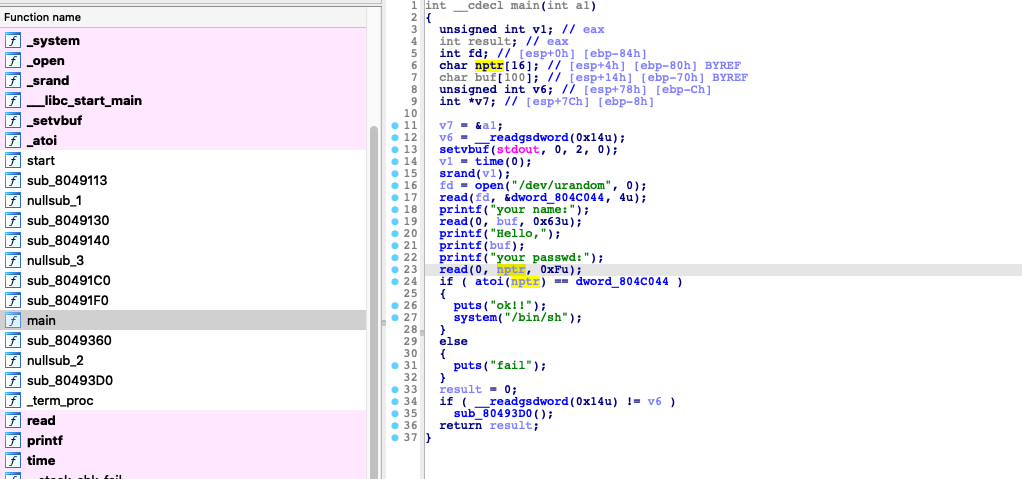 Function name
f _system
f _open
f _srand
f ___libc_start_main
f _setvbuf
f _atoi
f start
f sub_8049113
f nullsub_1
f sub_8049130
f sub_8049140
f nullsub_3
f sub_80491C0
f sub_80491F0
f main
f sub_8049360
f nullsub_2
f sub_80493D0
f _term_proc
f read
f printf
f time
1 int __cdecl main(int a1)
2 {
3 unsigned int v1; // eax
4 int result; // eax
5 int fd; // [esp+0h] [ebp-84h]
6 char nptr[16]; // [esp+4h] [ebp-80h] BYREF
7 char buf[100]; // [esp+14h] [ebp-70h] BYREF
8 unsigned int v6; // [esp+78h] [ebp-Ch]
9 int *v7; // [esp+7Ch] [ebp-8h]
10
11 v7 = &a1;
12 v6 = __readgsdword(0x14u);
13 setvbuf(stdout, 0, 2, 0);
14 v1 = time(0);
15 srand(v1);
16 fd = open("/dev/urandom", 0);
17 read(fd, &dword_804C044, 4u);
18 printf("your name:");
19 read(0, buf, 0x63u);
20 printf("Hello,");
21 printf(buf);
22 printf("your passwd:");
23 read(0, nptr, 0xFu);
24 if ( atoi(nptr) == dword_804C044 )
25 {
26 puts("ok!!");
27 system("/bin/sh");
28 }
29 else
30 {
31 puts("fail");
32 }
33 result = 0;
34 if ( __readgsdword(0x14u) != v6 )
35 sub_80493D0();
36 return result;
37 }